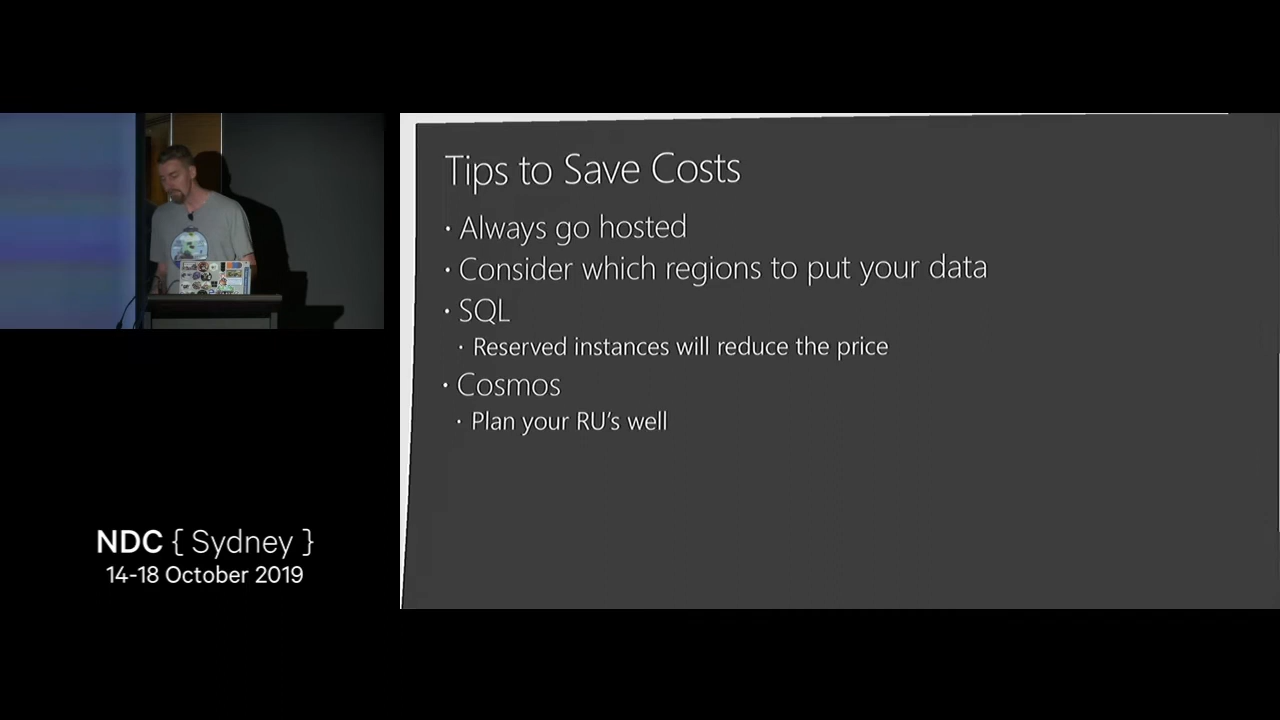 Tips to Save Costs
• Always go hosted
• Consider which regions to put your data
• SQL
• Reserved instances will reduce the price
• Cosmos
• Plan your RU's well
NDC { Sydney }
14-18 October 2019